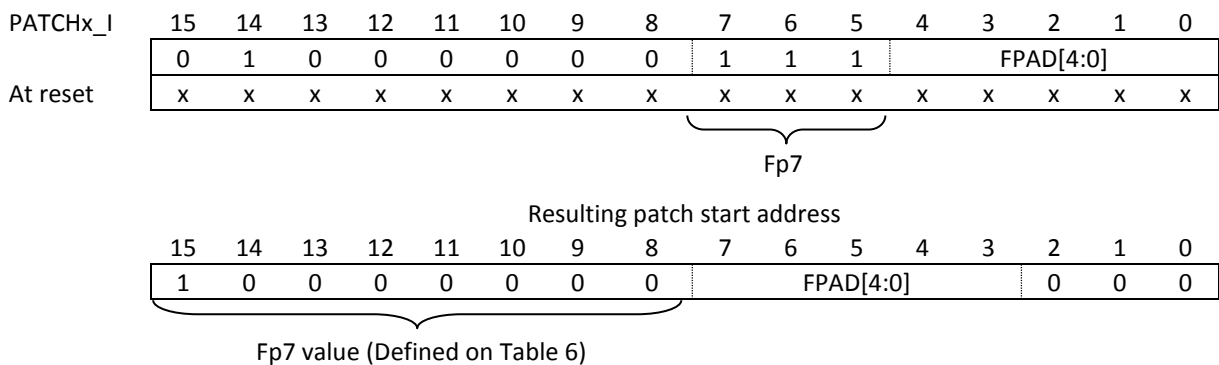 PATCHx_I 15 14 13 12 11 10 9 8 7 6 5 4 3 2 1 0
0 1 0 0 0 0 0 0 1 1 1 FPAD[4:0]
At reset x x x x x x x x x x x x x x x x
Fp7
Resulting patch start address
15 14 13 12 11 10 9 8 7 6 5 4 3 2 1 0
1 0 0 0 0 0 0 0 FPAD[4:0] 0 0 0
Fp7 value (Defined on Table 6)